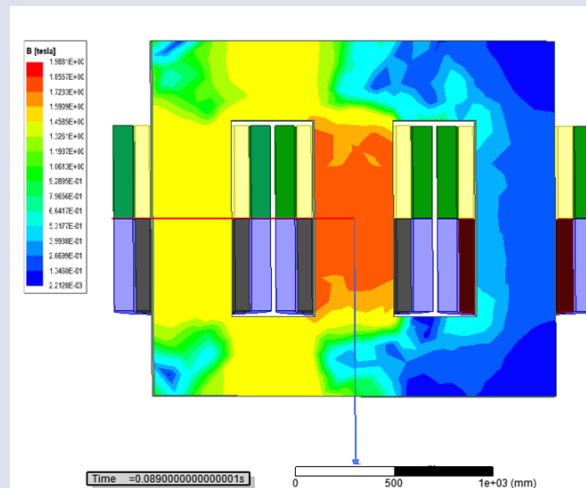 B [tesla]
1.9881E+00
1.8557E+00
1.7233E+00
1.5909E+00
1.4585E+00
1.3261E+00
1.1937E+00
1.0613E+00
9.2895E-01
7.9656E-01
6.6417E-01
5.3177E-01
3.9938E-01
2.6699E-01
1.3460E-01
2.2128E-03
Time =0.0890000000000001s
0 500 1e+03 (mm)